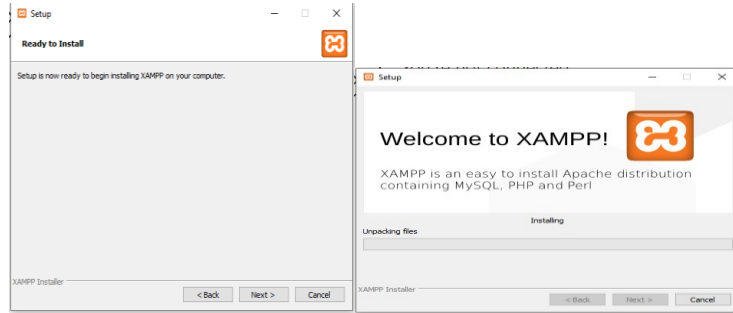 Setup
Ready to Install
Setup is now ready to begin installing XAMPP on your computer.
XAMPP Installer
< Back
Next >
Cancel
Setup
Welcome to XAMPP!
XAMPP is an easy to install Apache distribution
containing MySQL, PHP and Perl
Installing
Unpacking files
XAMPP Installer
< Back
Next >
Cancel